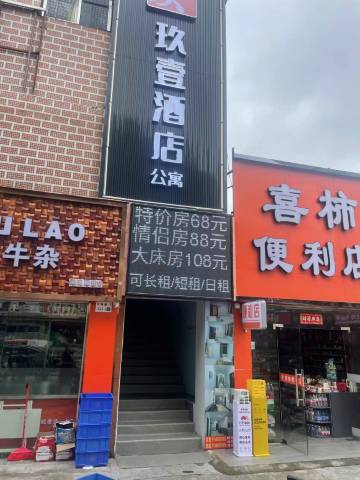 玖壹酒店
公寓
特价房68元
情侣房88元
大床房108元
可长租/短租/日租
LAO
牛杂
喜柿
便利店